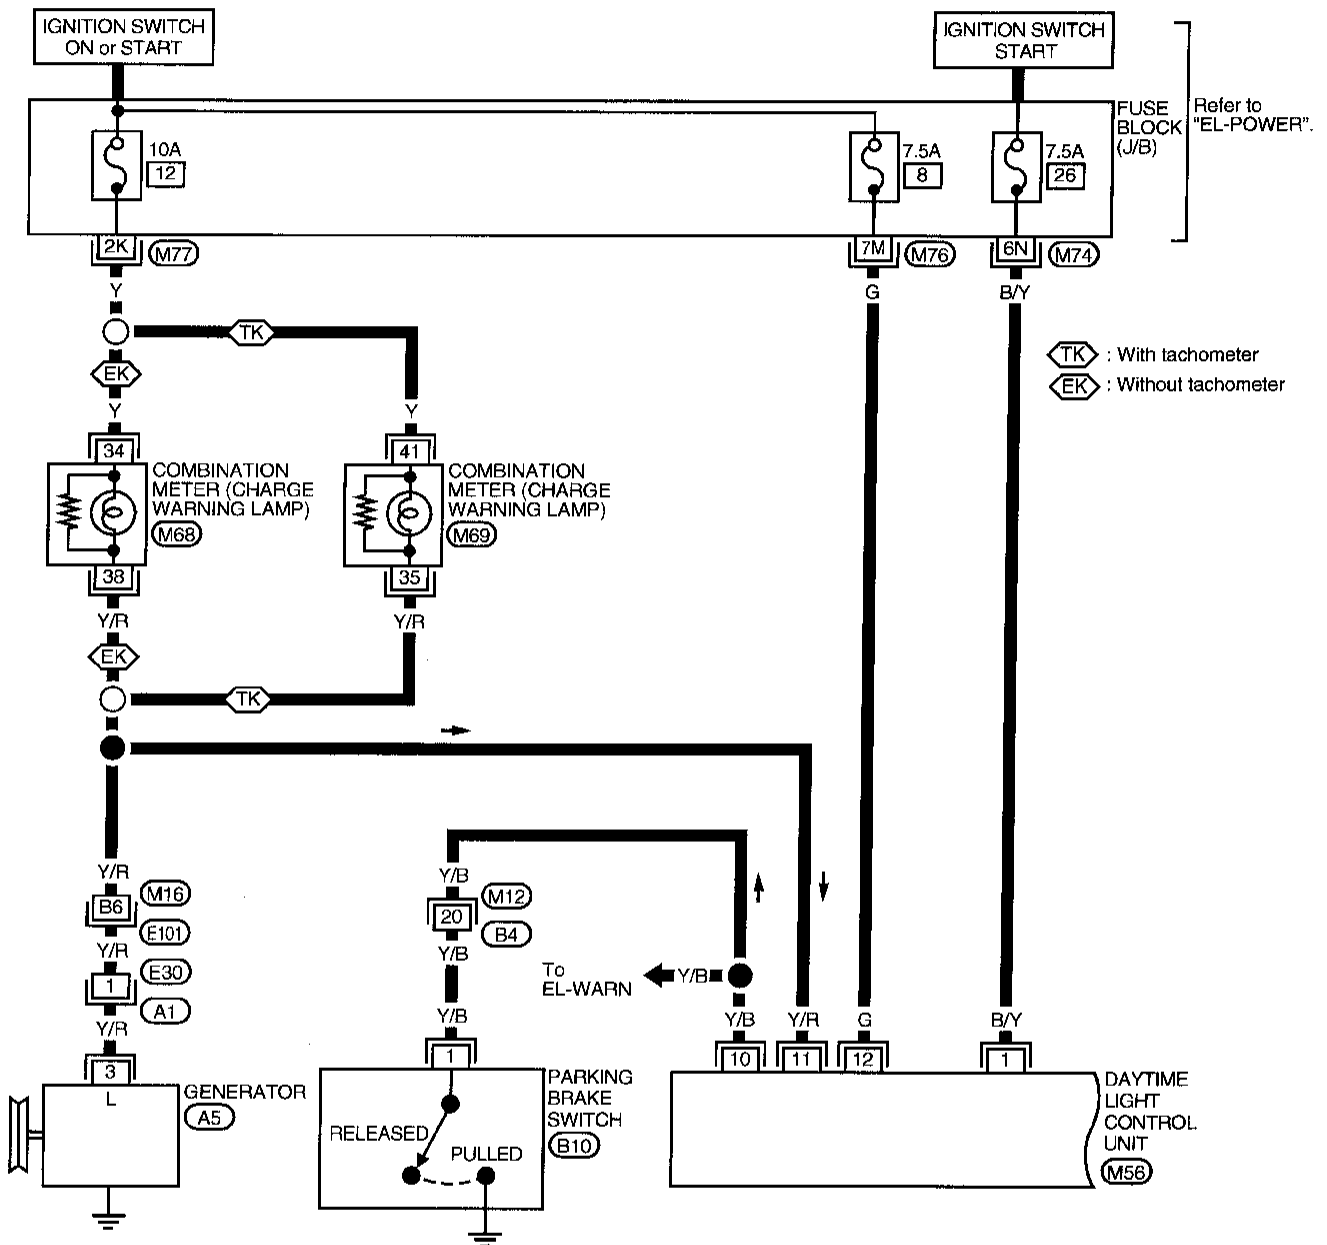 IGNITION SWITCH
ON or START
IGNITION SWITCH
START
FUSE
BLOCK
(J/B)
Refer to
"EL-POWER".
10A
12
7.5A
8
7.5A
26
2K
M77
7M
M76
6N
M74
Y
G
B/Y
TK
EK
TK : With tachometer
EK : Without tachometer
Y
Y
34
41
COMBINATION
METER (CHARGE
WARNING LAMP)
M68
COMBINATION
METER (CHARGE
WARNING LAMP)
M69
38
35
Y/R
Y/R
EK
TK
Y/R
M16
B6
E101
Y/R
E30
1
A1
Y/R
3
L
GENERATOR
A5
Y/B
M12
20
B4
Y/B
Y/B
1
PARKING
BRAKE
SWITCH
B10
RELEASED
PULLED
To
EL-WARN
Y/B
Y/B
Y/R
G
B/Y
10
11
12
1
DAYTIME
LIGHT
CONTROL
UNIT
M56